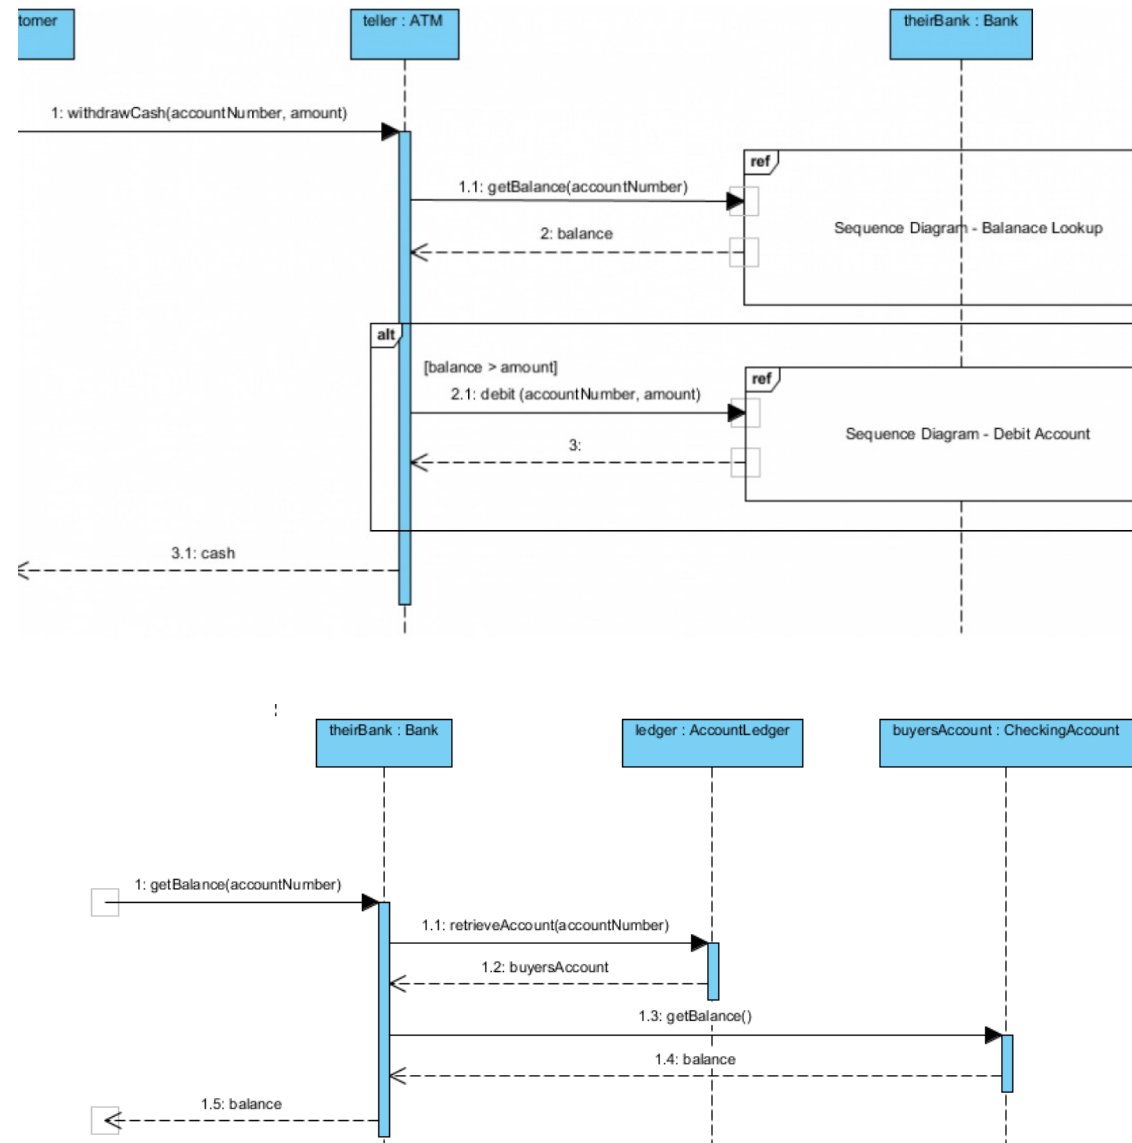 tomer
teller : ATM
theirBank : Bank
1: withdrawCash(accountNumber, amount)
ref
1.1: getBalance(accountNumber)
Sequence Diagram - Balanace Lookup
2: balance
alt
[balance > amount]
ref
2.1: debit (accountNumber, amount)
Sequence Diagram - Debit Account
3:
3.1: cash
theirBank : Bank
ledger : AccountLedger
buyersAccount : CheckingAccount
1: getBalance(accountNumber)
1.1: retrieveAccount(accountNumber)
1.2: buyersAccount
1.3: getBalance()
1.4: balance
1.5: balance